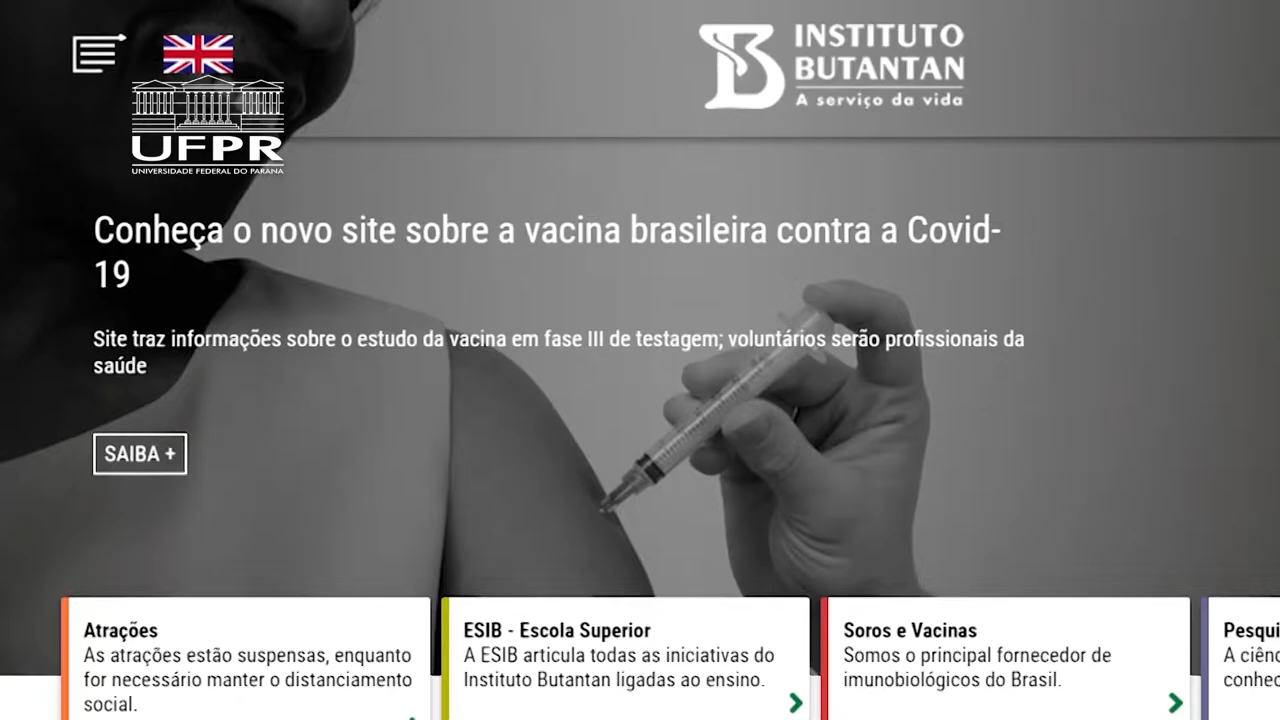 INSTITUTO
BUTANTAN
A serviço da vida
UFPR
UNIVERSIDADE FEDERAL DO PARANÁ
Conheça o novo site sobre a vacina brasileira contra a Covid-
19
Site traz informações sobre o estudo da vacina em fase III de testagem; voluntários serão profissionais da
saúde
SAIBA +
Atrações
As atrações estão suspensas, enquanto
for necessário manter o distanciamento
social.
ESIB - Escola Superior
A ESIB articula todas as iniciativas do
Instituto Butantan ligadas ao ensino.
Soros e Vacinas
Somos o principal fornecedor de
imunobiológicos do Brasil.
Pesqui
A ciênc
conhec